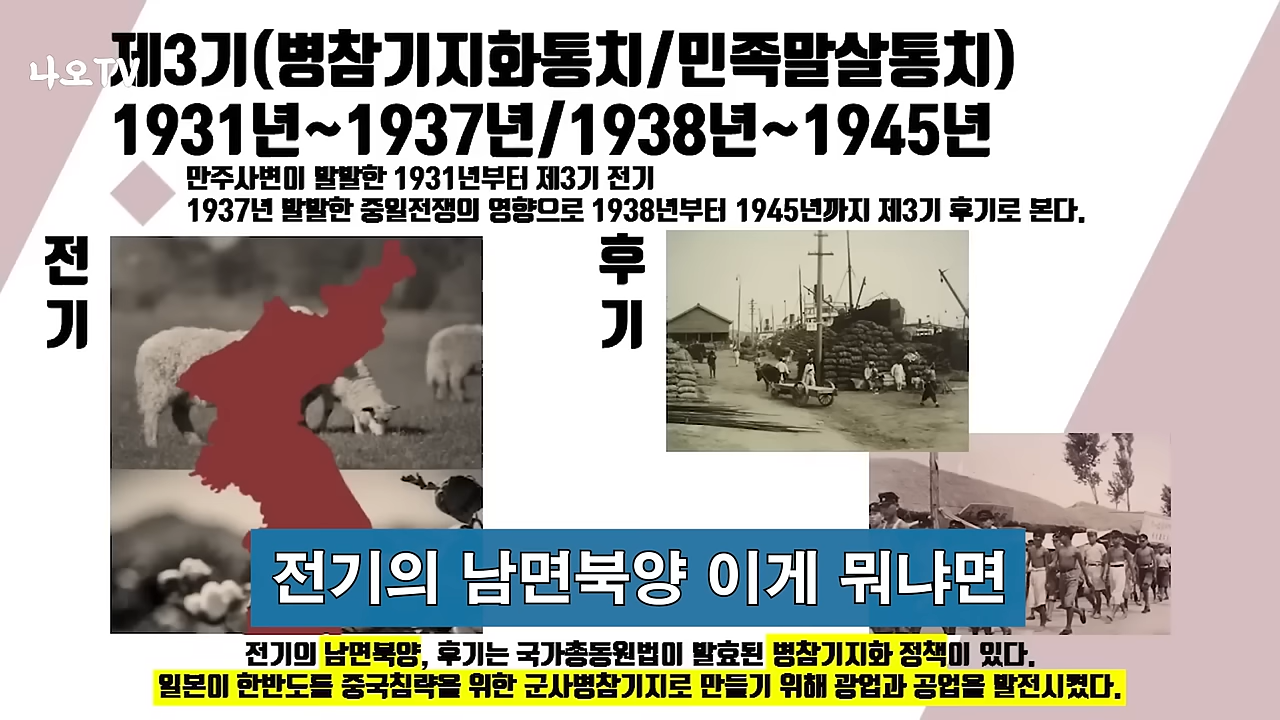 제3기(병참기지화통치/민족말살통치)
나오TV
1931년~1937년/1938년~1945년
만주사변이 발발한 1931년부터 제3기 전기
1937년 발발한 중일전쟁의 영향으로 1938년부터 1945년까지 제3기 후기로 본다.
전기
후기
전기의 남면북양 이게 뭐냐면
전기의 남면북양, 후기는 국가총동원법이 발효된 병참기지화 정책이 있다.
일본이 한반도를 중국침략을 위한 군사병참기지로 만들기 위해 광업과 공업을 발전시켰다.